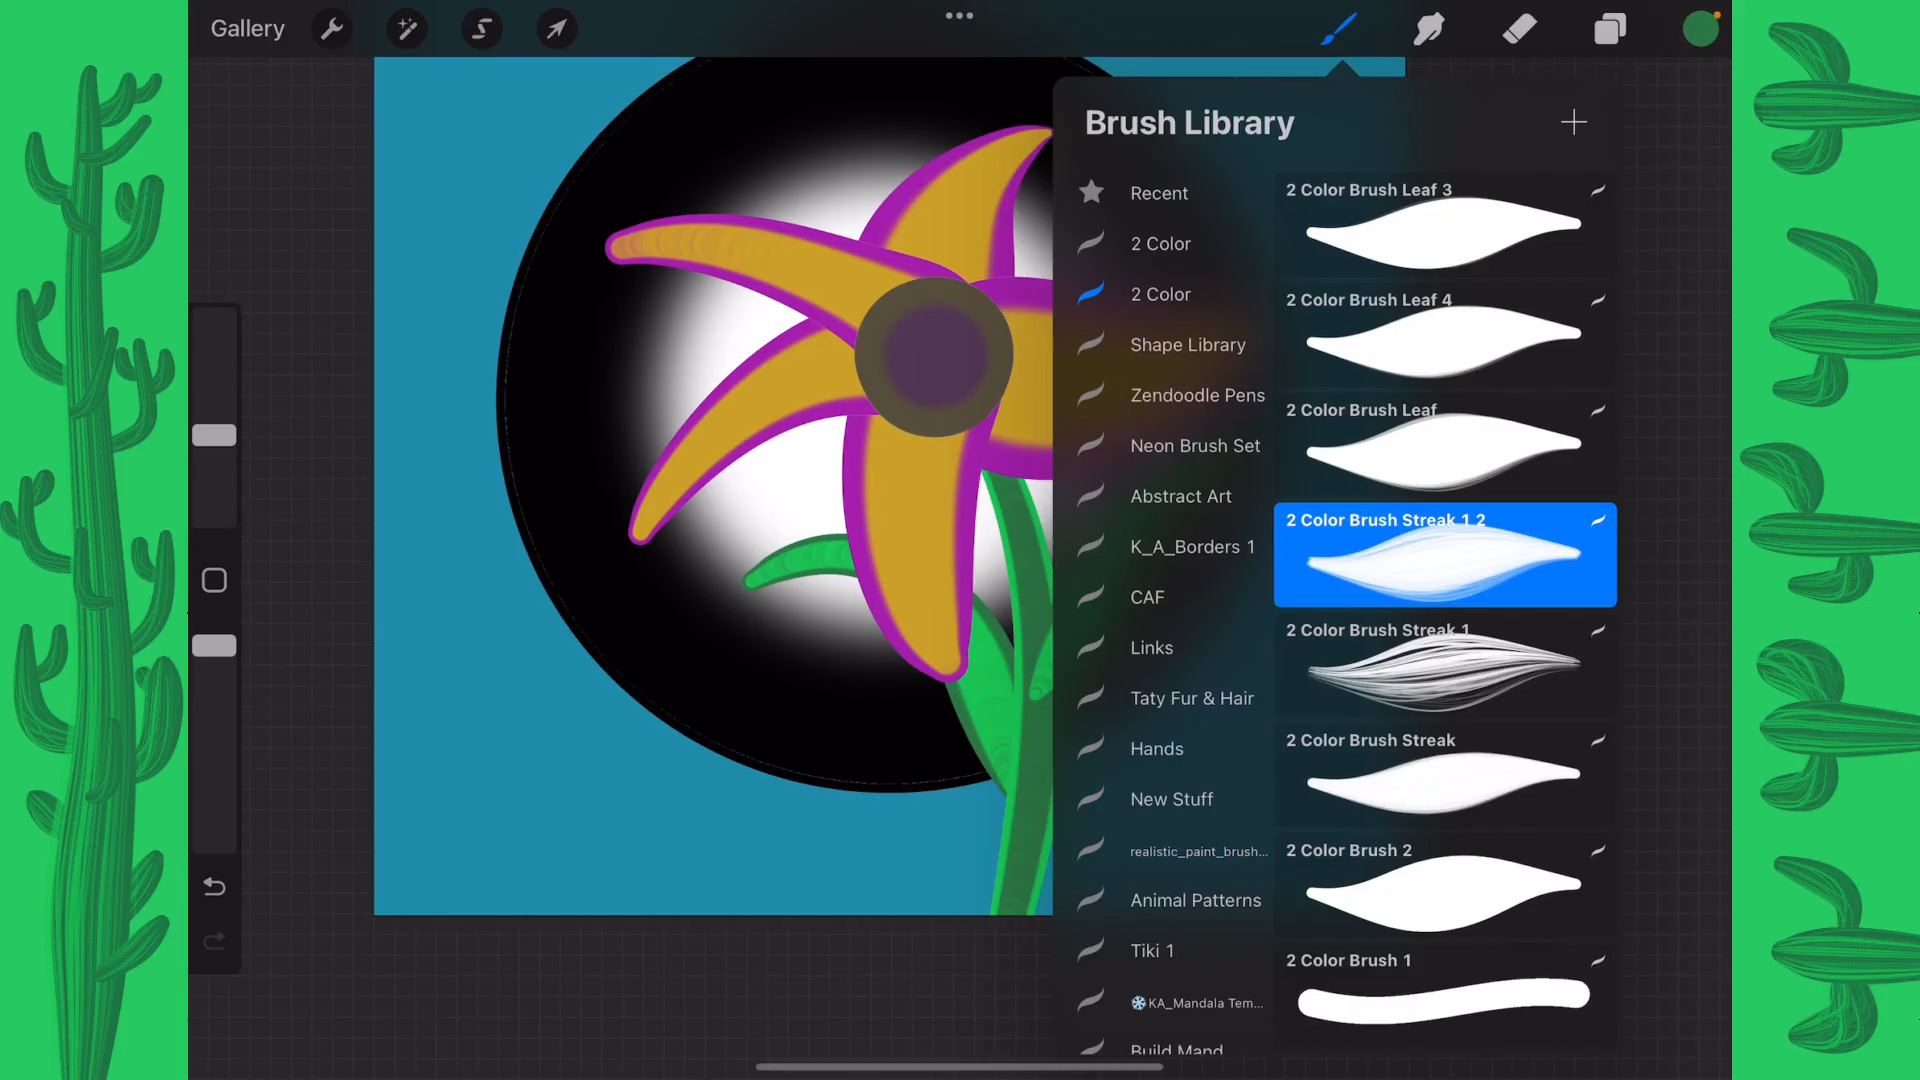 Gallery
Brush Library
Recent
2 Color
2 Color
Shape Library
Zendoodle Pens
Neon Brush Set
Abstract Art
K_A_Borders 1
CAF
Links
Taty Fur & Hair
Hands
New Stuff
realistic_paint_brush...
Animal Patterns
Tiki 1
❄️KA_Mandala Tem...
Build Mand
2 Color Brush Leaf 3
2 Color Brush Leaf 4
2 Color Brush Leaf
2 Color Brush Streak 1 2
2 Color Brush Streak 1
2 Color Brush Streak
2 Color Brush 2
2 Color Brush 1